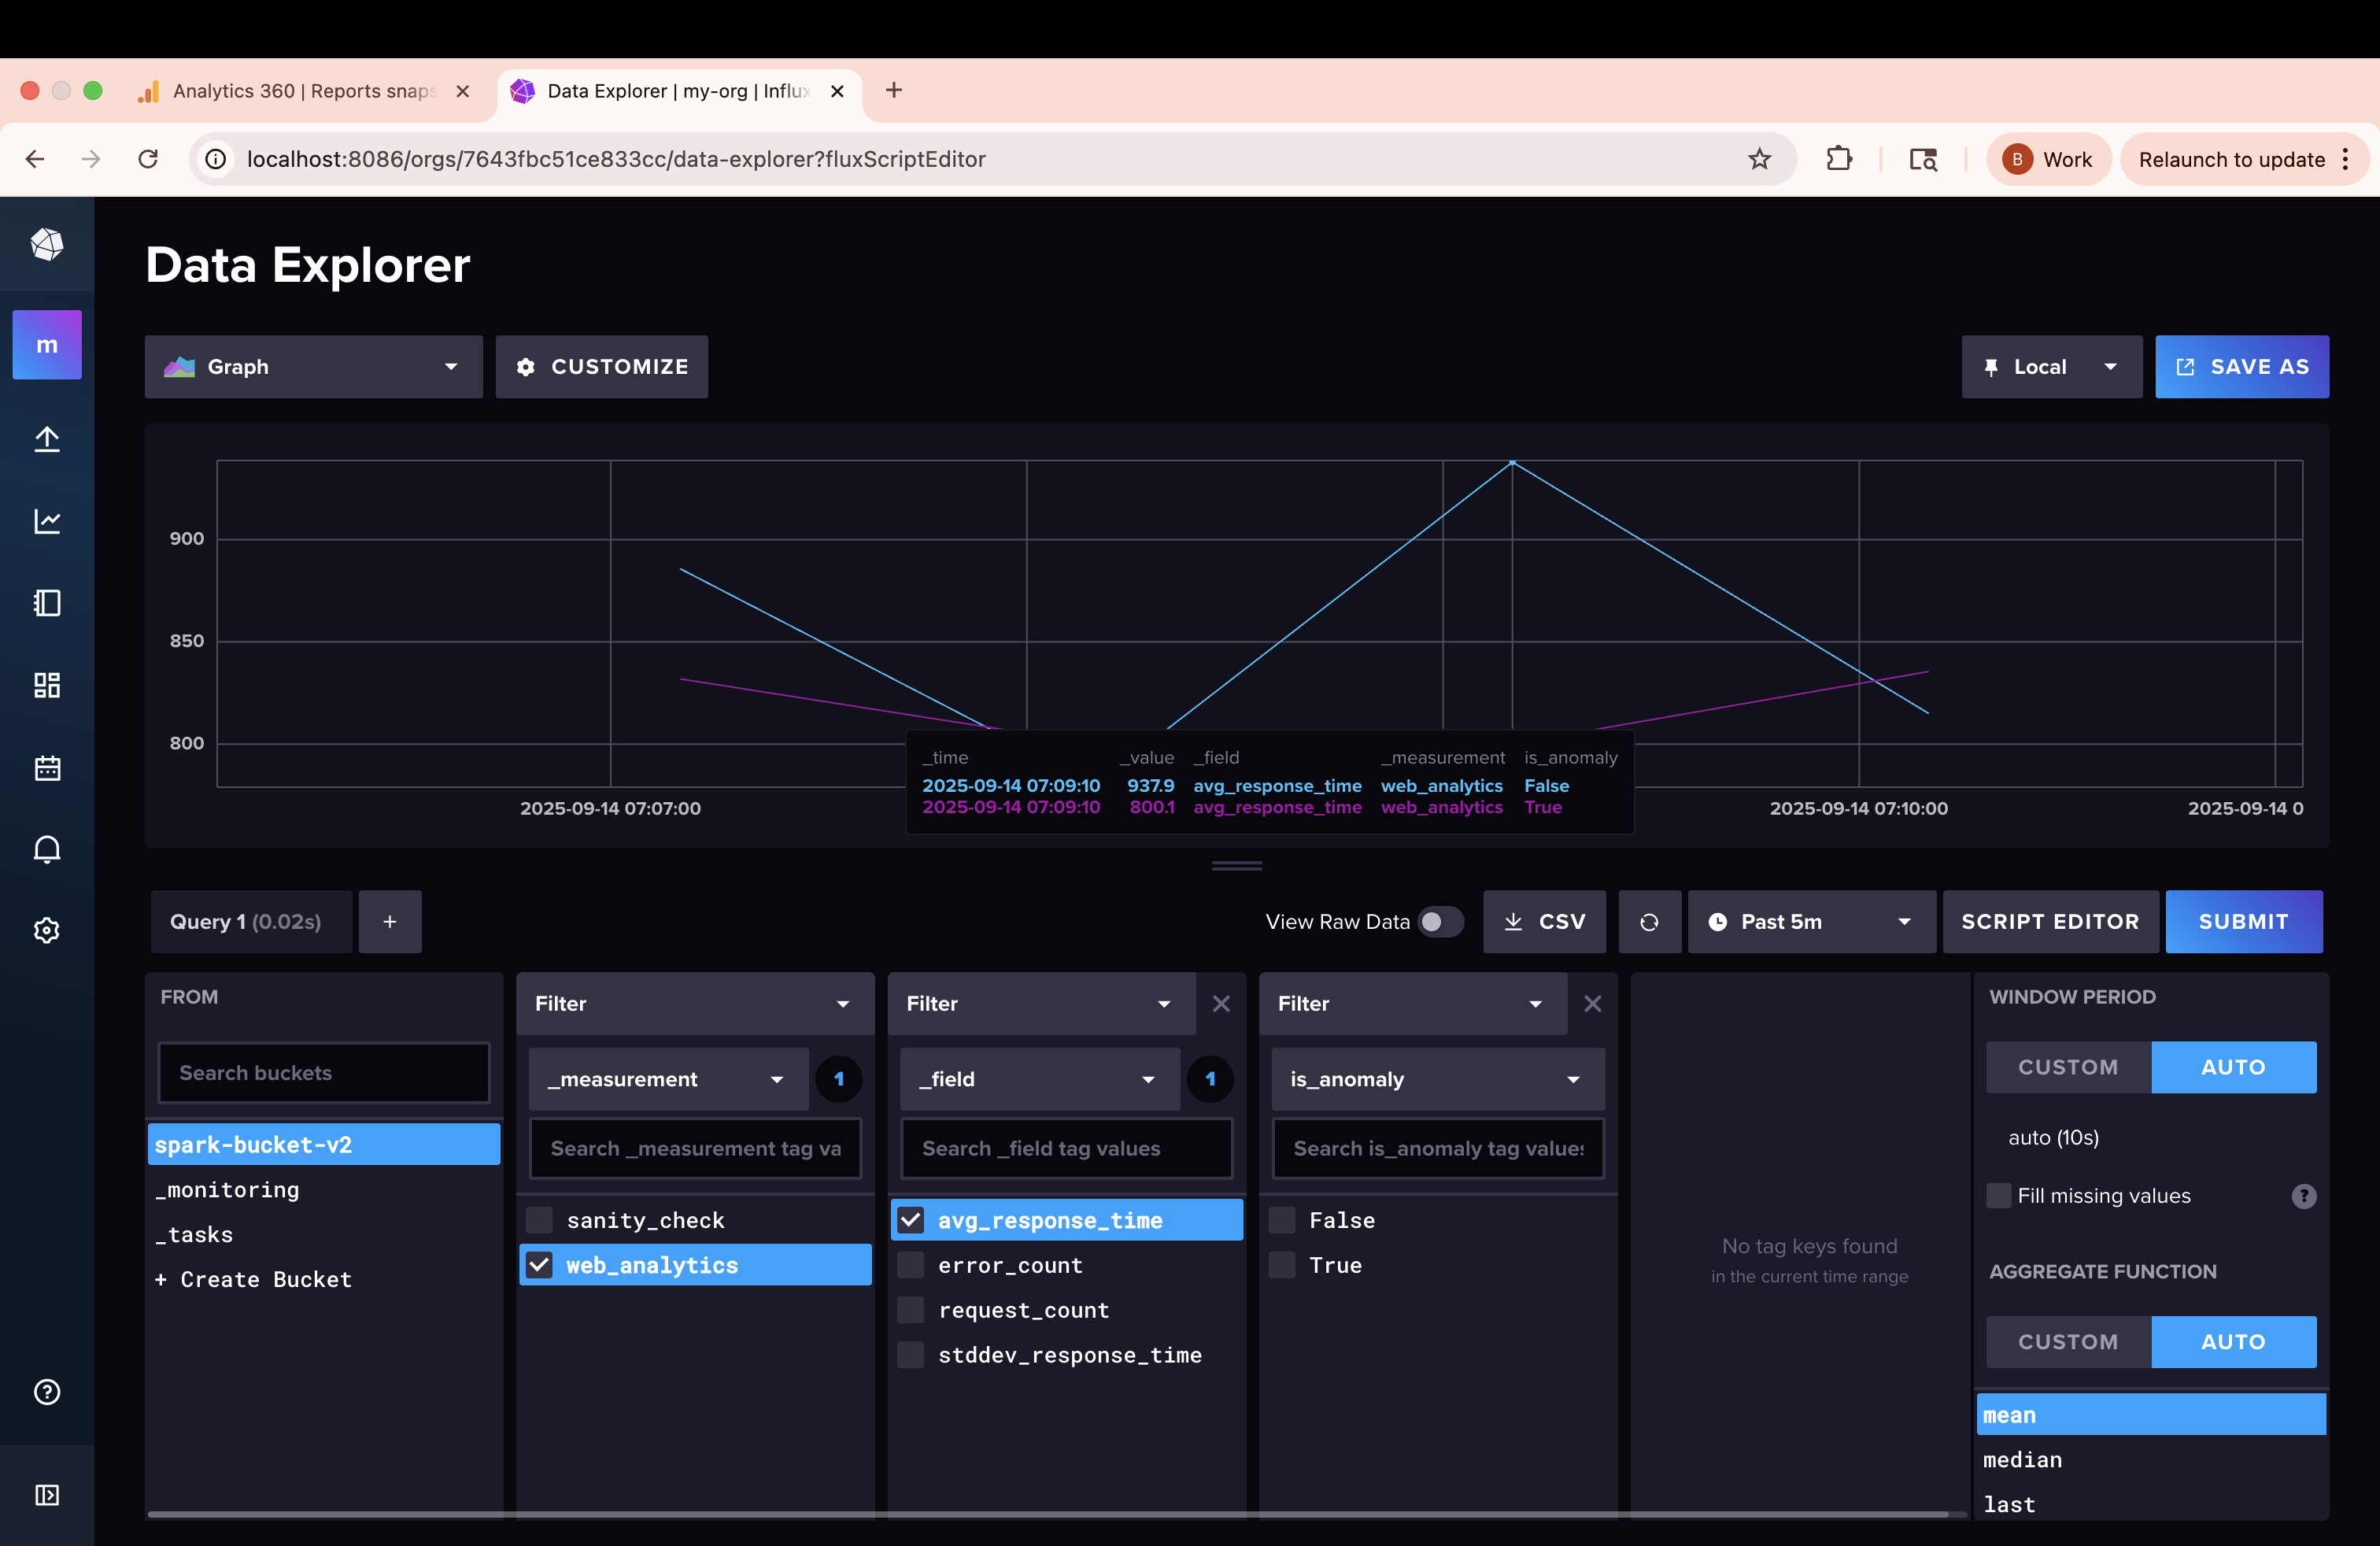 Analytics 360 | Reports snaps
Data Explorer | my-org | Influx
localhost:8086/orgs/7643fbc51ce833cc/data-explorer?fluxScriptEditor
B Work
Relaunch to update
m
Data Explorer
Graph
CUSTOMIZE
Local
SAVE AS
900
850
800
2025-09-14 07:07:00
2025-09-14 07:10:00
2025-09-14 0
_time _value _field _measurement is_anomaly
2025-09-14 07:09:10 937.9 avg_response_time web_analytics False
2025-09-14 07:09:10 800.1 avg_response_time web_analytics True
Query 1 (0.02s)
+
View Raw Data
CSV
Past 5m
SCRIPT EDITOR
SUBMIT
FROM
Search buckets
spark-bucket-v2
_monitoring
_tasks
+ Create Bucket
Filter
_measurement
1
Search _measurement tag va
sanity_check
web_analytics
Filter
_field
1
Search _field tag values
avg_response_time
error_count
request_count
stddev_response_time
Filter
is_anomaly
Search is_anomaly tag values
False
True
No tag keys found
in the current time range
WINDOW PERIOD
CUSTOM
AUTO
auto (10s)
Fill missing values
?
AGGREGATE FUNCTION
CUSTOM
AUTO
mean
median
last